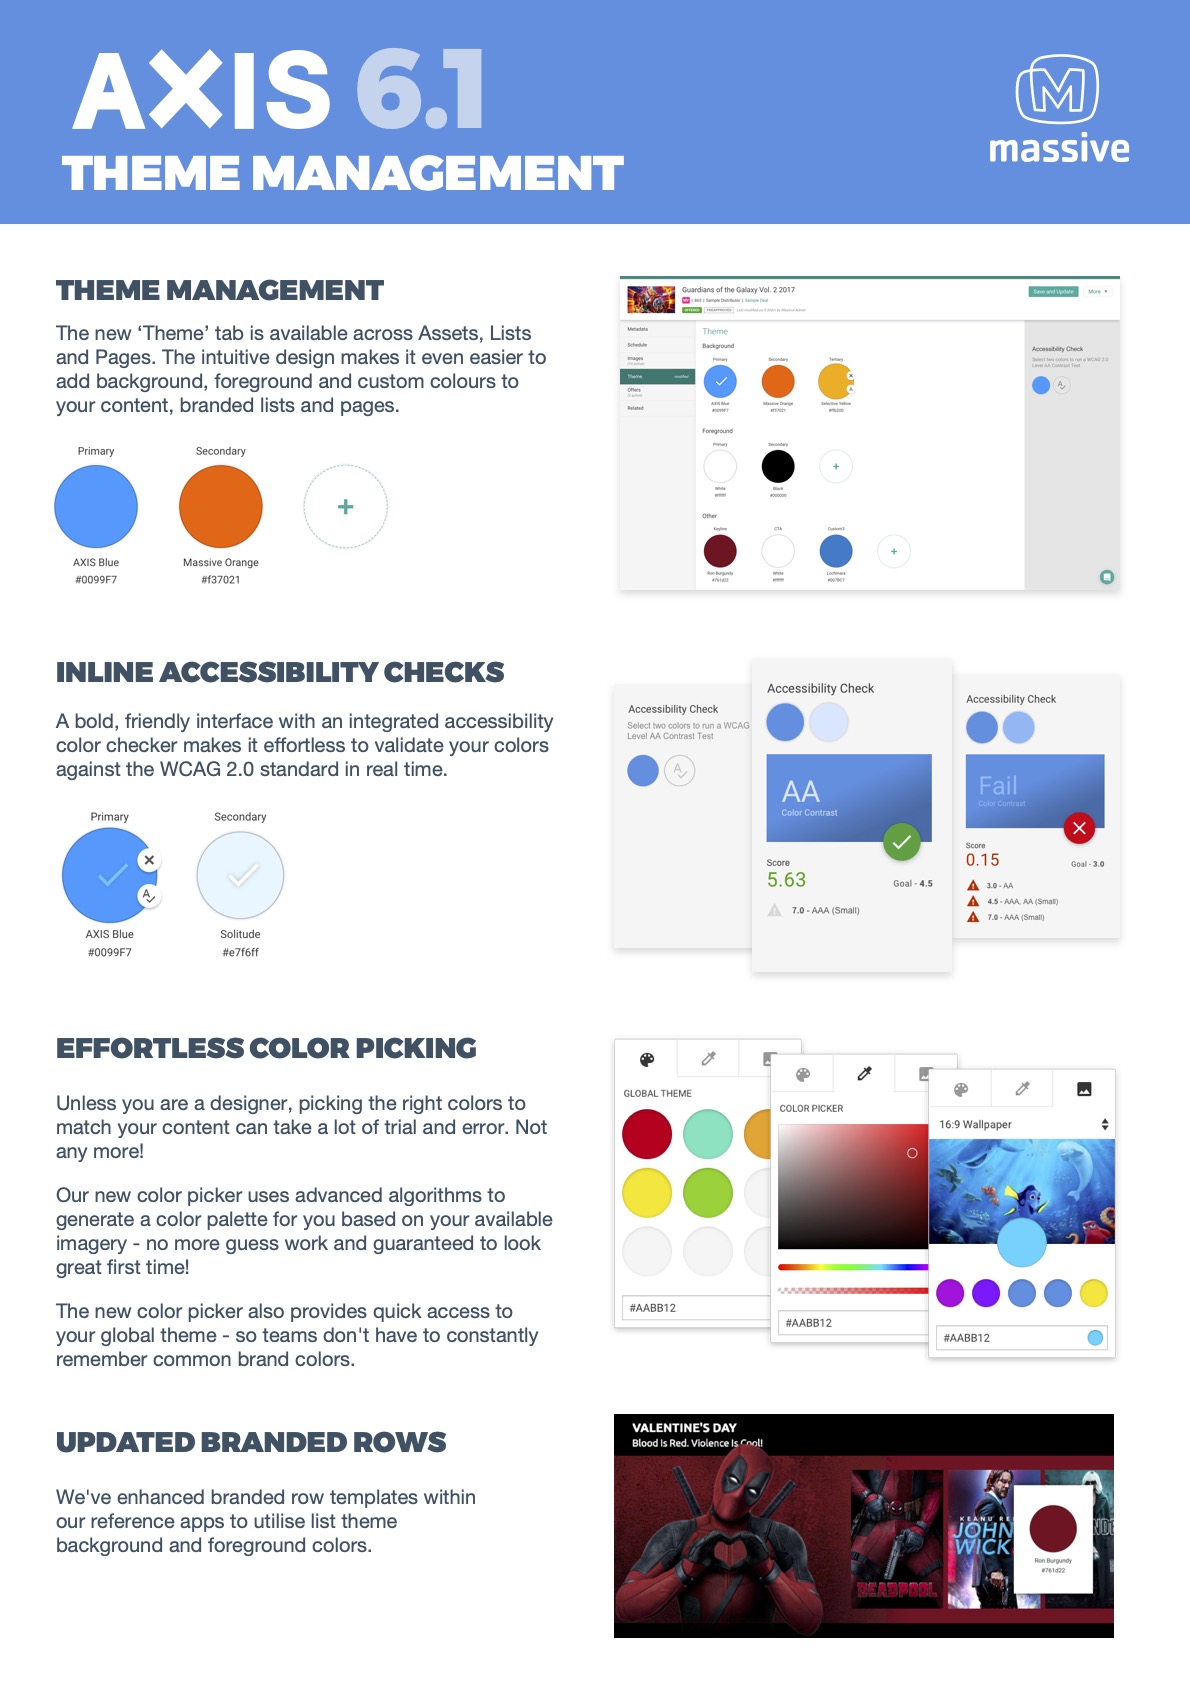 AXIS 6.1
THEME MANAGEMENT
massive
THEME MANAGEMENT
The new ‘Theme’ tab is available across Assets, Lists
and Pages. The intuitive design makes it even easier to
add background, foreground and custom colours to
your content, branded lists and pages.
Primary
Secondary
+
AXIS Blue
#0099F7
Massive Orange
#f37021
Guardians of the Galaxy Vol. 2 2017
Sample Distributor | Sample Deal
Save and Update
More
Metadata
Schedule
Images
Theme
modified
Offers
Related
Theme
Background
Primary
Secondary
Tertiary
AXIS Blue
#0099F7
Massive Orange
#f37021
Selective Yellow
#ffb200
Foreground
Primary
Secondary
+
White
#ffffff
Black
#000000
Other
Keyline
CTA
Custom3
+
Ron Burgundy
#761d22
White
#ffffff
Lochmara
#007BC7
Accessibility Check
Select two colors to run a WCAG 2.0
Level AA Contrast Test
INLINE ACCESSIBILITY CHECKS
A bold, friendly interface with an integrated accessibility
color checker makes it effortless to validate your colors
against the WCAG 2.0 standard in real time.
Primary
Secondary
AXIS Blue
#0099F7
Solitude
#e7f6ff
Accessibility Check
Select two colors to run a WCAG
Level AA Contrast Test
Accessibility Check
AA
Color Contrast
Score
5.63
Goal - 4.5
7.0 - AAA (Small)
Accessibility Check
Fail
Color Contrast
Score
0.15
Goal - 3.0
3.0 - AA
4.5 - AAA, AA (Small)
7.0 - AAA (Small)
EFFORTLESS COLOR PICKING
Unless you are a designer, picking the right colors to
match your content can take a lot of trial and error. Not
any more!
Our new color picker uses advanced algorithms to
generate a color palette for you based on your available
imagery - no more guess work and guaranteed to look
great first time!
The new color picker also provides quick access to
your global theme - so teams don't have to constantly
remember common brand colors.
GLOBAL THEME
#AABB12
COLOR PICKER
#AABB12
16:9 Wallpaper
#AABB12
UPDATED BRANDED ROWS
We've enhanced branded row templates within
our reference apps to utilise list theme
background and foreground colors.
VALENTINE'S DAY
Blood Is Red. Violence Is Cool!
DEADPOOL
KEANU RE
JOHN
WICK
Ron Burgundy
#761d22